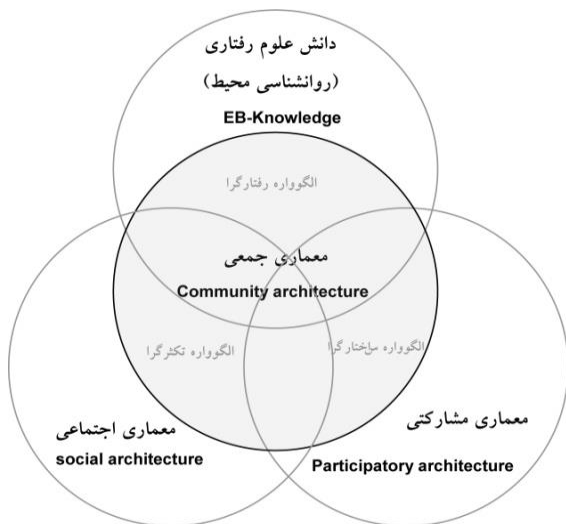 دانش علوم رفتاری
(روانشناسی محیط)
EB-Knowledge
الگوواره رفتارگرا
معماری جمعی
Community architecture
الگوواره تکثرگرا
الگوواره ساختارگرا
معماری اجتماعی
social architecture
معماری مشارکتی
Participatory architecture